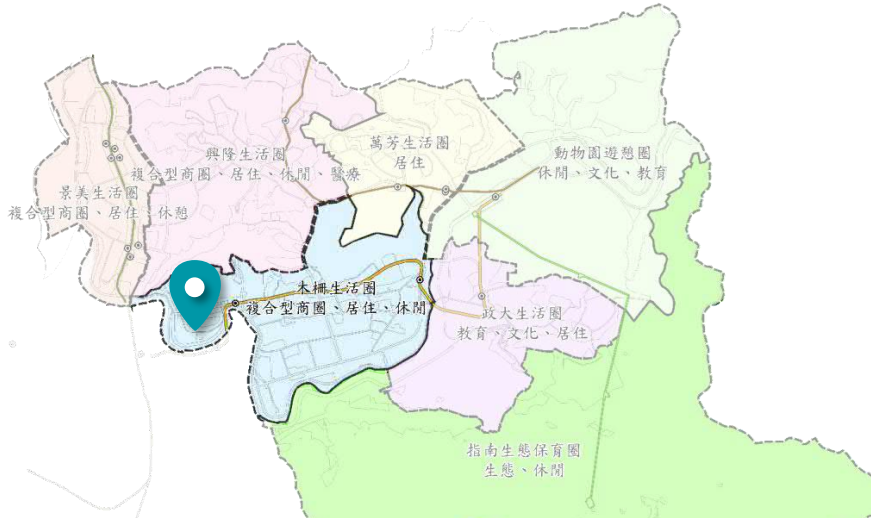 萬芳生活圈
居住
動物園遊憩圈
休閒、文化、教育
興隆生活圈
複合型商圈、居住、休閒、醫療
景美生活圈
複合型商圈、居住、休憩
木柵生活圈
複合型商圈、居住、休閒
政大生活圈
教育、文化、居住
指南生態保育圈
生態、休閒